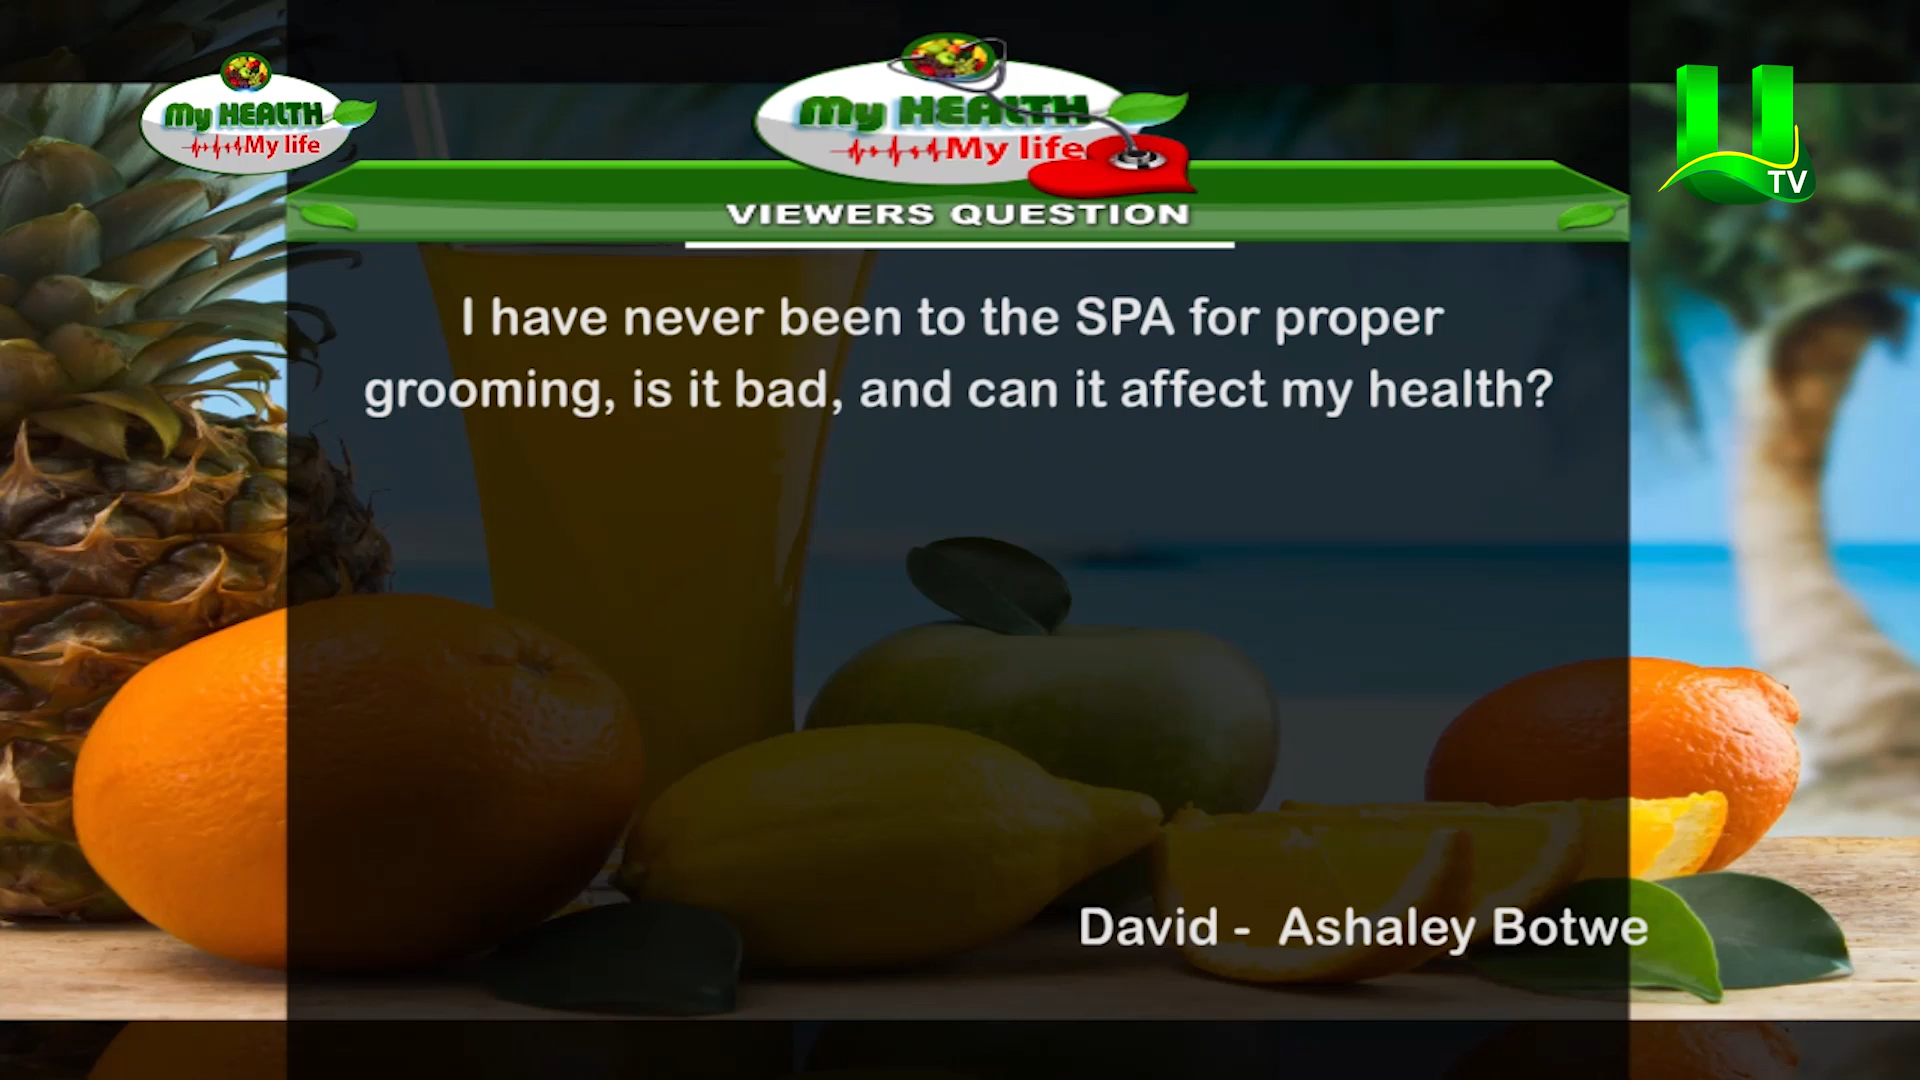 My HEALTH
My life
My HEALTH
My life
U
TV
VIEWERS QUESTION
I have never been to the SPA for proper
grooming, is it bad, and can it affect my health?
David - Ashaley Botwe